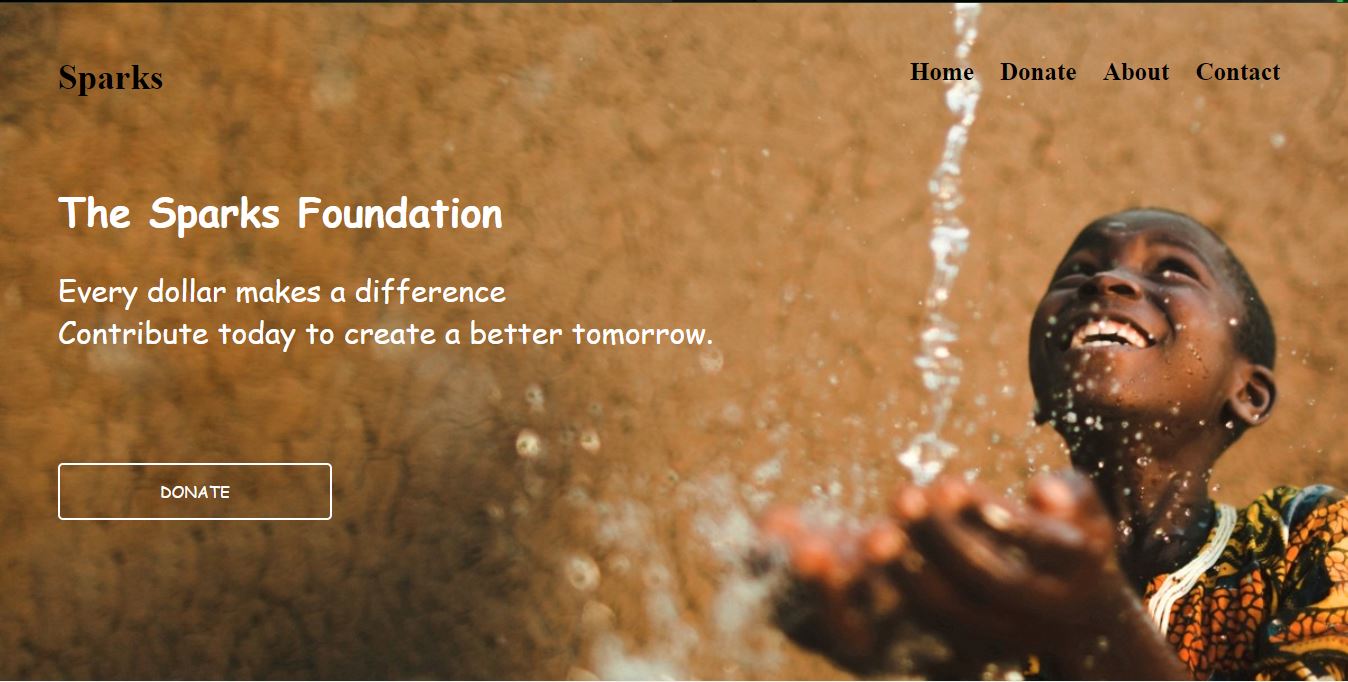 Sparks
Home Donate About Contact
The Sparks Foundation
Every dollar makes a difference
Contribute today to create a better tomorrow.
DONATE